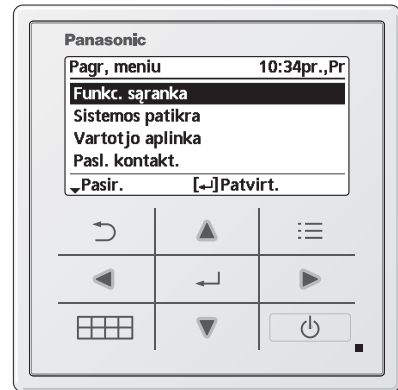 Panasonic
Pagr, meniu 10:34pr.,Pr
Funkc. sąranka
Sistemos patikra
Vartotjo aplinka
Pasl. kontakt.
Pasir. [↵]Patvirt.